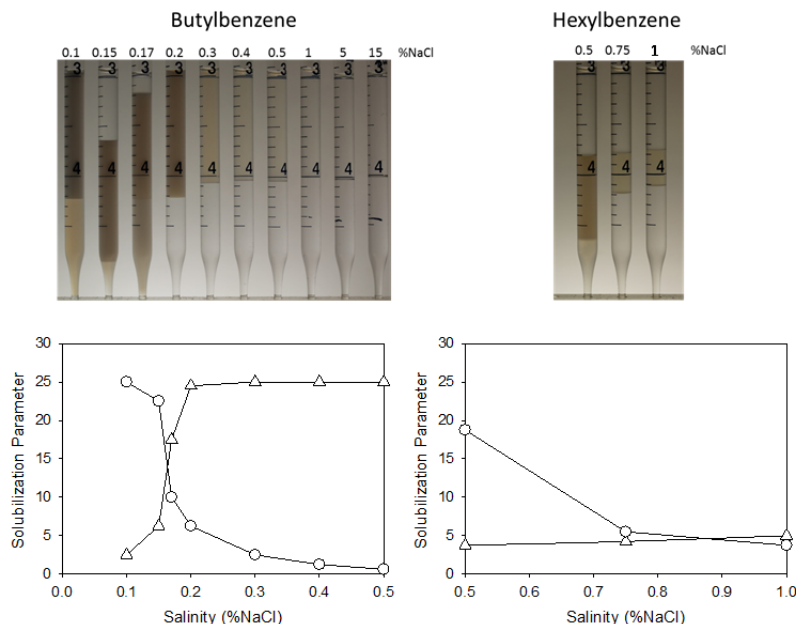 Butylbenzene
Hexylbenzene
0.1 0.15 0.17 0.2 0.3 0.4 0.5 1 5 15 %NaCl
0.5 0.75 1 %NaCl
3 3 3 3 3 3 3 3 3 3
4 4 4 4 4 4 4 4 4
3 3 3
4 4 4
30
25
20
15
10
5
0
Solubilization Parameter
0.0 0.1 0.2 0.3 0.4 0.5
Salinity (%NaCl)
30
25
20
15
10
5
0
Solubilization Parameter
0.5 0.6 0.7 0.8 0.9 1.0
Salinity (%NaCl)